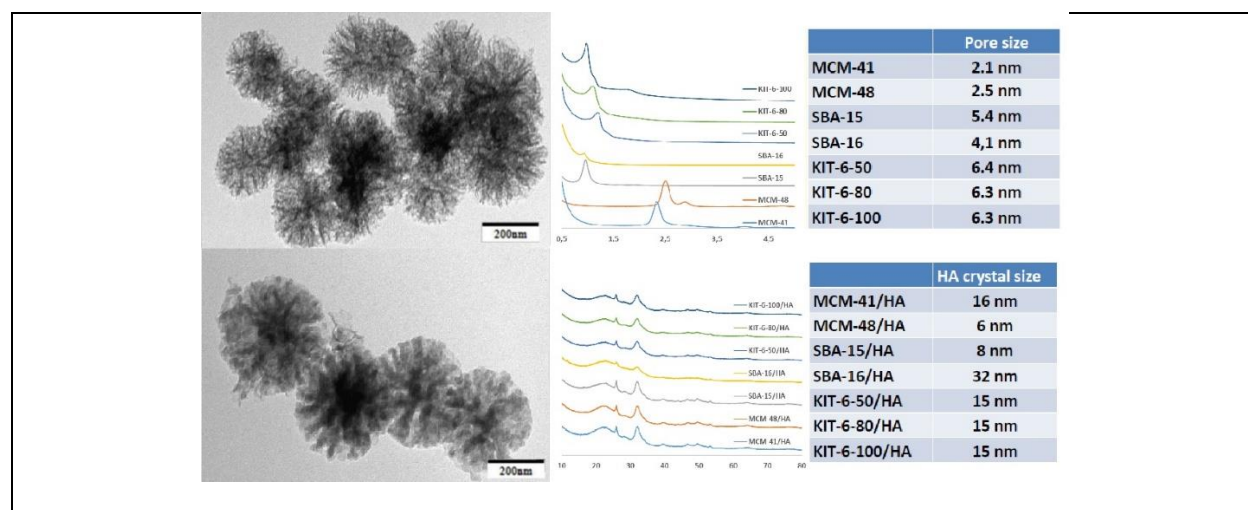 200nm
KIT-6-100
KIT-6-80
KIT-6-50
SBA-16
SBA-15
MCM-48
MCM-41
0,5 1,5 2,5 3,5 4,5
Pore size
MCM-41 2.1 nm
MCM-48 2.5 nm
SBA-15 5.4 nm
SBA-16 4,1 nm
KIT-6-50 6.4 nm
KIT-6-80 6.3 nm
KIT-6-100 6.3 nm
200nm
KIT-6-100/HA
KIT-6-80/HA
KIT-6-50/HA
SBA-16/HA
SBA-15/HA
MCM-48/HA
MCM-41/HA
10 20 30 40 50 60 70 80
HA crystal size
MCM-41/HA 16 nm
MCM-48/HA 6 nm
SBA-15/HA 8 nm
SBA-16/HA 32 nm
KIT-6-50/HA 15 nm
KIT-6-80/HA 15 nm
KIT-6-100/HA 15 nm